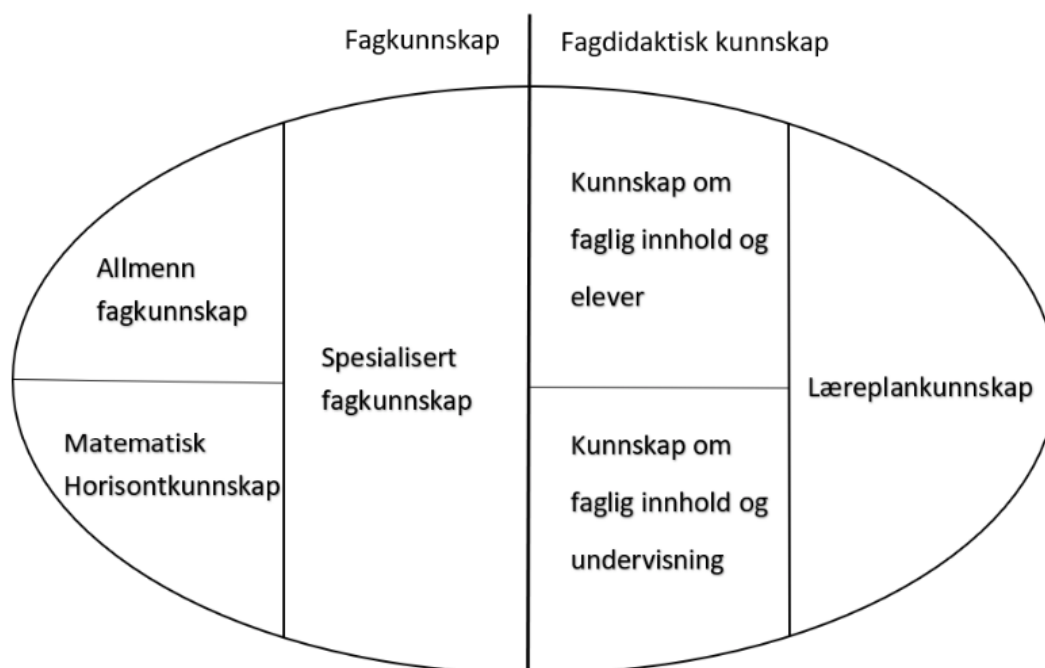 Fagkunnskap
Fagdidaktisk kunnskap
Allmenn
fagkunnskap
Matematisk
Horisontkunnskap
Spesialisert
fagkunnskap
Kunnskap om
faglig innhold og
elever
Kunnskap om
faglig innhold og
undervisning
Læreplankunnskap